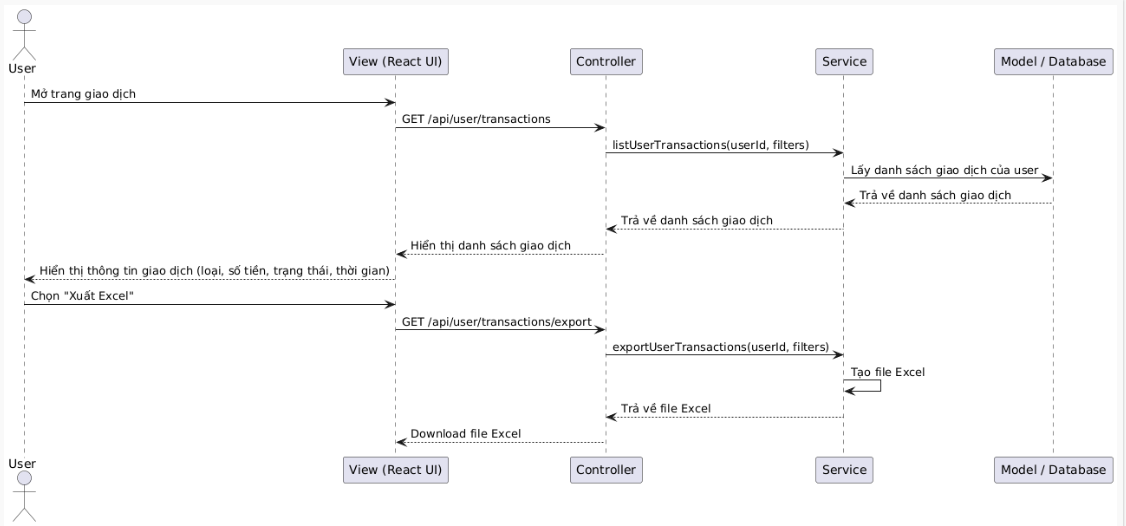 User
View (React UI)
Controller
Service
Model / Database
Mở trang giao dịch
GET /api/user/transactions
listUserTransactions(userId, filters)
Lấy danh sách giao dịch của user
Trả về danh sách giao dịch
Trả về danh sách giao dịch
Hiển thị danh sách giao dịch
Hiển thị thông tin giao dịch (loại, số tiền, trạng thái, thời gian)
Chọn "Xuất Excel"
GET /api/user/transactions/export
exportUserTransactions(userId, filters)
Tạo file Excel
Trả về file Excel
Download file Excel
User
View (React UI)
Controller
Service
Model / Database